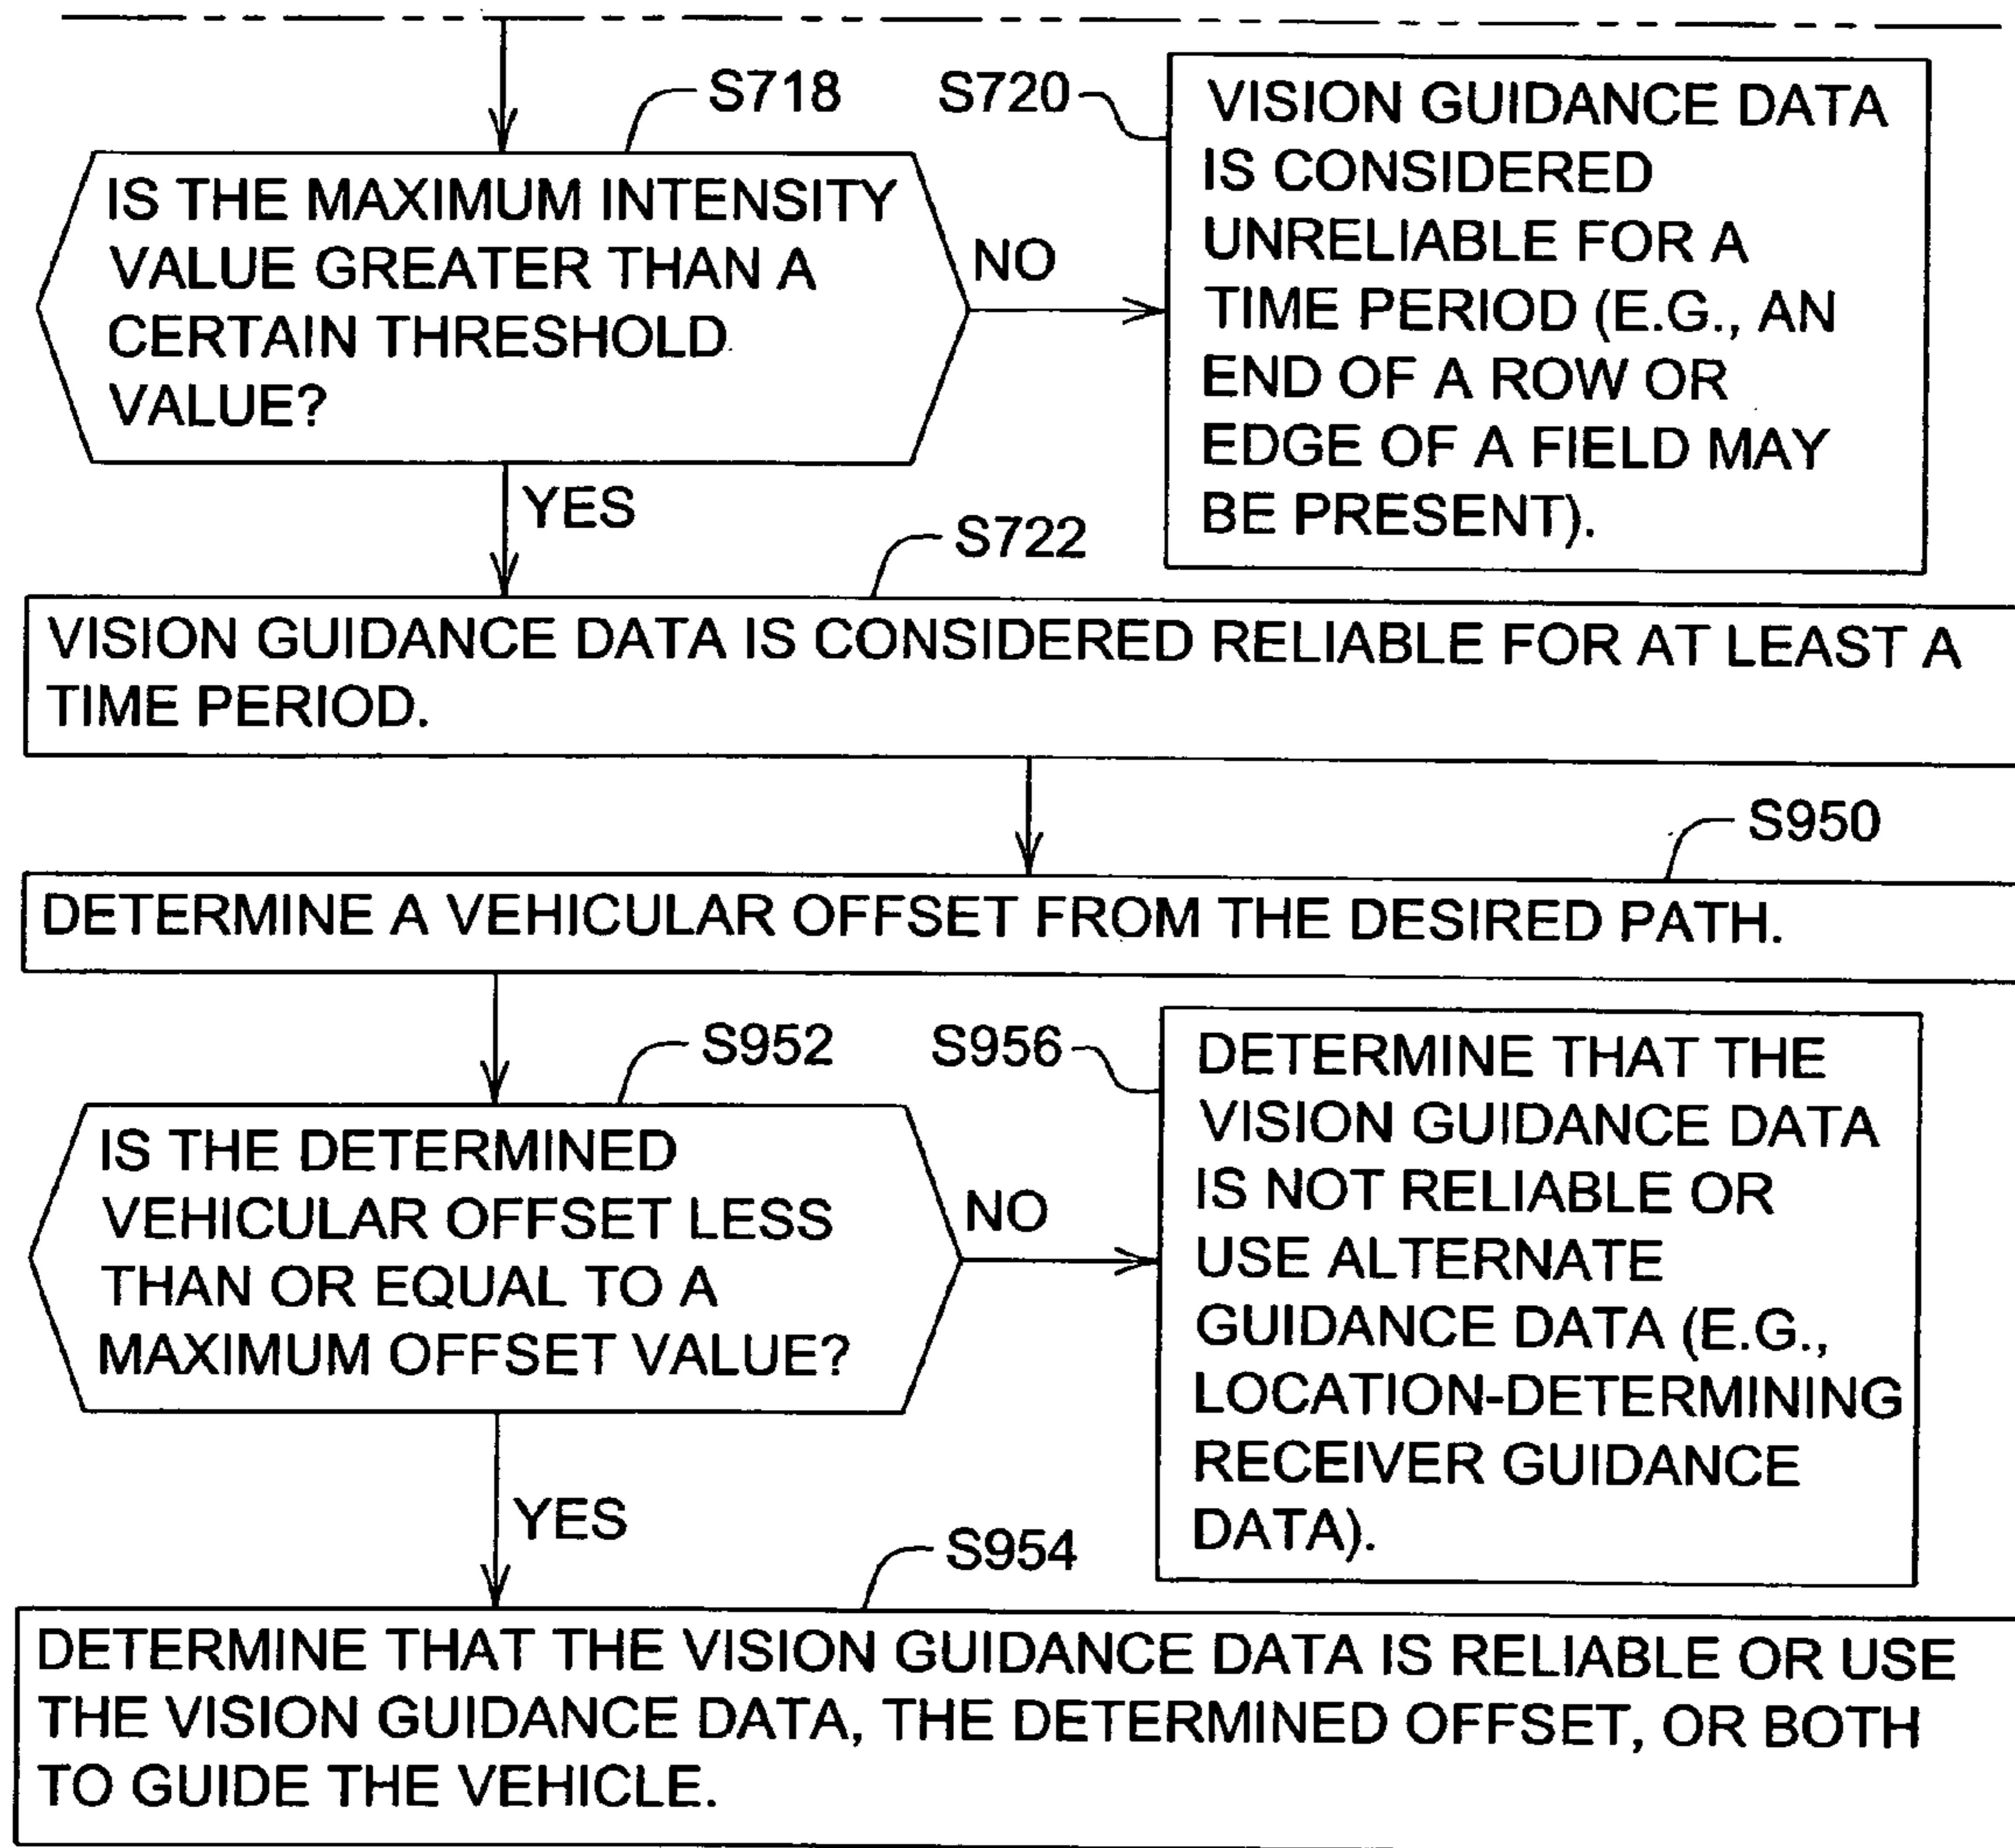 S718
IS THE MAXIMUM INTENSITY
VALUE GREATER THAN A
CERTAIN THRESHOLD
VALUE?
NO
S720
VISION GUIDANCE DATA
IS CONSIDERED
UNRELIABLE FOR A
TIME PERIOD (E.G., AN
END OF A ROW OR
EDGE OF A FIELD MAY
BE PRESENT).
YES
S722
VISION GUIDANCE DATA IS CONSIDERED RELIABLE FOR AT LEAST A
TIME PERIOD.
S950
DETERMINE A VEHICULAR OFFSET FROM THE DESIRED PATH.
S952
IS THE DETERMINED
VEHICULAR OFFSET LESS
THAN OR EQUAL TO A
MAXIMUM OFFSET VALUE?
NO
S956
DETERMINE THAT THE
VISION GUIDANCE DATA
IS NOT RELIABLE OR
USE ALTERNATE
GUIDANCE DATA (E.G.,
LOCATION-DETERMINING
RECEIVER GUIDANCE
DATA).
YES
S954
DETERMINE THAT THE VISION GUIDANCE DATA IS RELIABLE OR USE
THE VISION GUIDANCE DATA, THE DETERMINED OFFSET, OR BOTH
TO GUIDE THE VEHICLE.